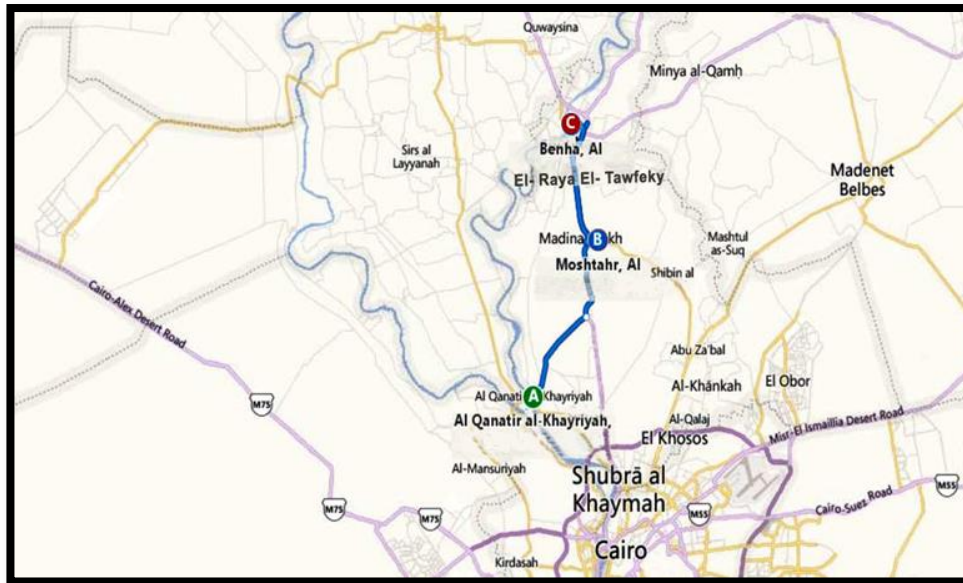 Quwaysina
Minya al-Qamḥ
C
Benha, Al
Sirs al
Layyanah
El- Raya El- Tawfeky
Madenet
Belbes
Madina
B
kh
Mashtul
as-Suq
Moshtahr, Al
Shibin al
Cairo-Alex Desert Road
Abu Za'bal
Al Qanati
A
Khayriyah
Al-Khānkah
El Obor
M75
Al Qanatir al-Khayriyah,
Al-Qalaj
Misr-El Ismaillia Desert Road
El Khosos
Al-Mansuriyah
Shubrā al
Khaymah
M55
Cairo-Suez Road
M75
M75
M55
Cairo
Kirdasah